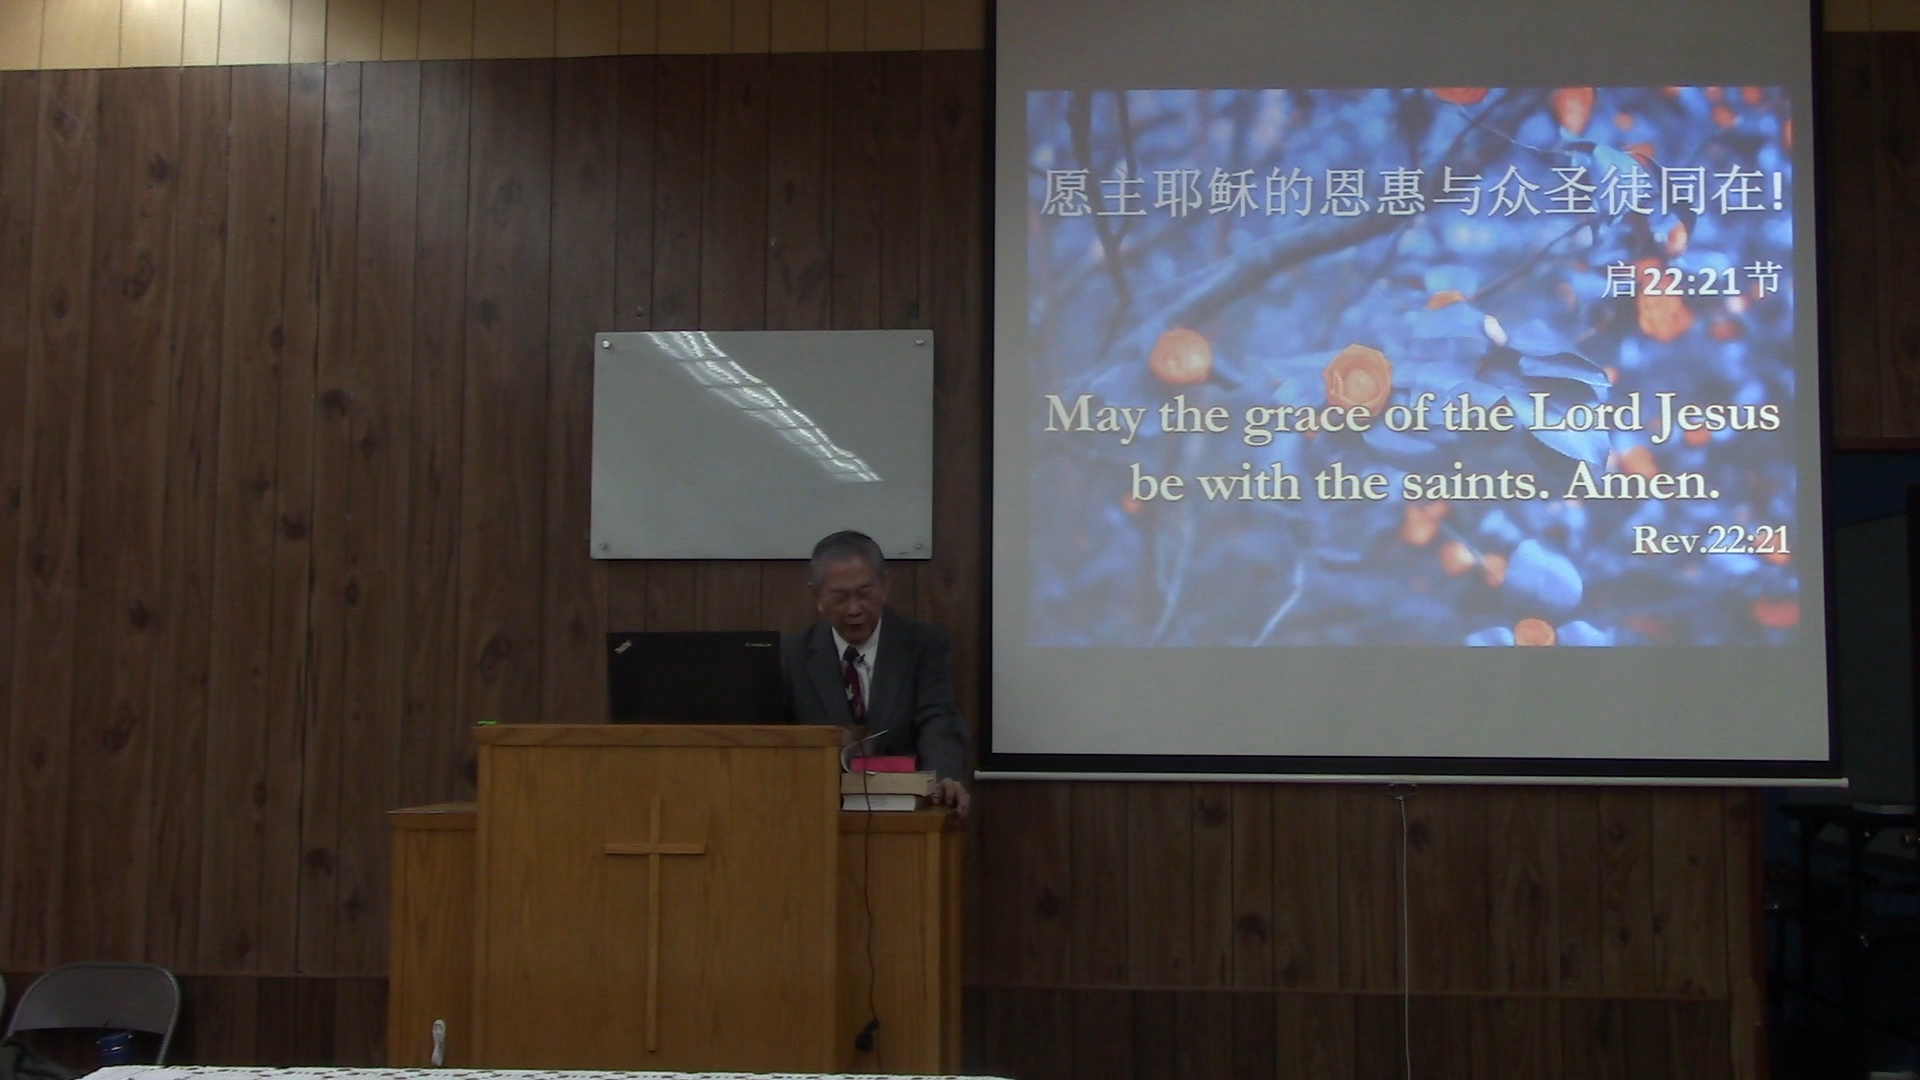 愿主耶稣的恩惠与众圣徒同在!
启22:21节
May the grace of the Lord Jesus
be with the saints. Amen.
Rev.22:21